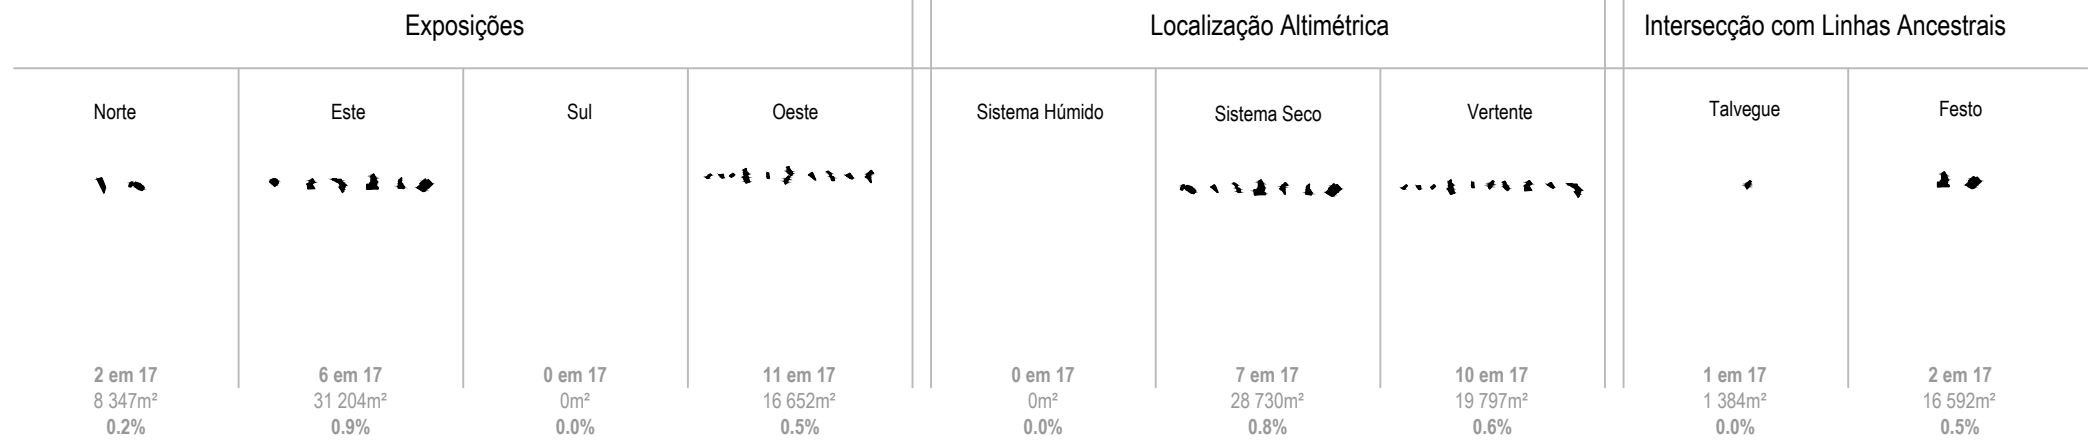 Exposições
Localização Altimétrica
Intersecção com Linhas Ancestrais
Norte
Este
Sul
Oeste
Sistema Húmido
Sistema Seco
Vertente
Talvegue
Festo
2 em 17
6 em 17
0 em 17
11 em 17
0 em 17
7 em 17
10 em 17
1 em 17
2 em 17
8 347m²
31 204m²
0m²
16 652m²
0m²
28 730m²
19 797m²
1 384m²
16 592m²
0.2%
0.9%
0.0%
0.5%
0.0%
0.8%
0.6%
0.0%
0.5%